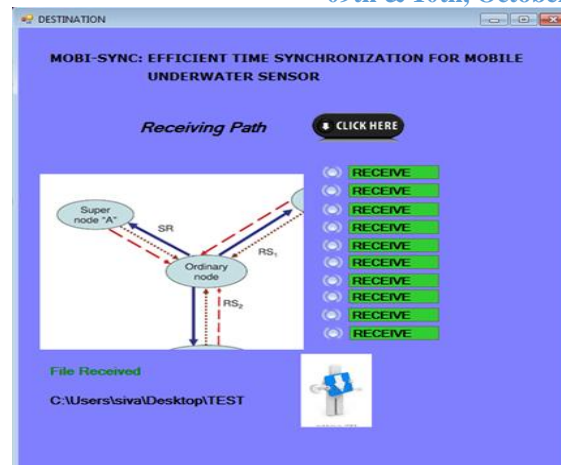 09th & 10th, October
DESTINATION
MOBI-SYNC: EFFICIENT TIME SYNCHRONIZATION FOR MOBILE
UNDERWATER SENSOR
Receiving Path
CLICK HERE
RECEIVE
RECEIVE
RECEIVE
RECEIVE
RECEIVE
RECEIVE
RECEIVE
RECEIVE
RECEIVE
RECEIVE
Super
node "A"
SR
RS1
Ordinary
node
RS2
File Received
C:\Users\siva\Desktop\TEST